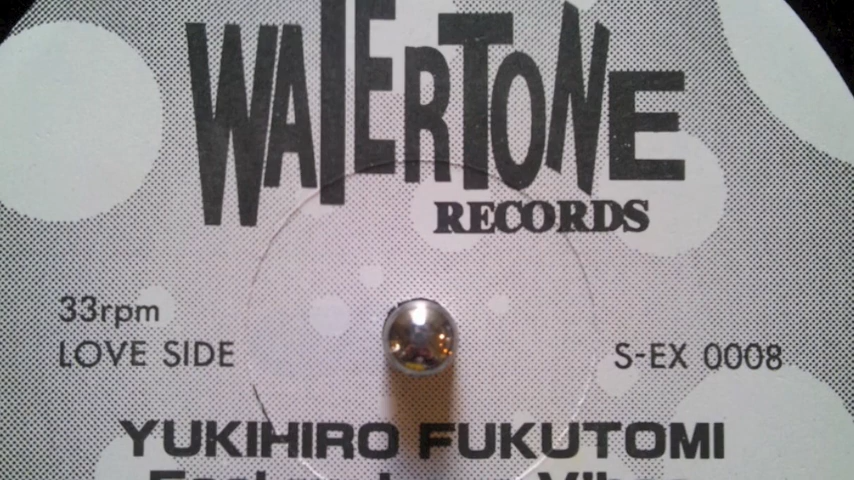 WATERTONE
RECORDS
33rpm
LOVE SIDE
S-EX 0008
YUKIHIRO FUKUTOMI